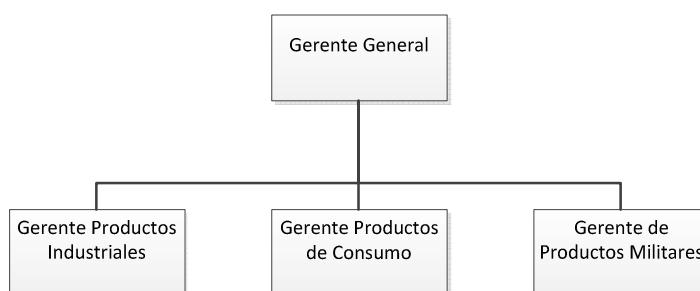 Gerente General
Gerente Productos
Industriales
Gerente Productos
de Consumo
Gerente de
Productos Militares